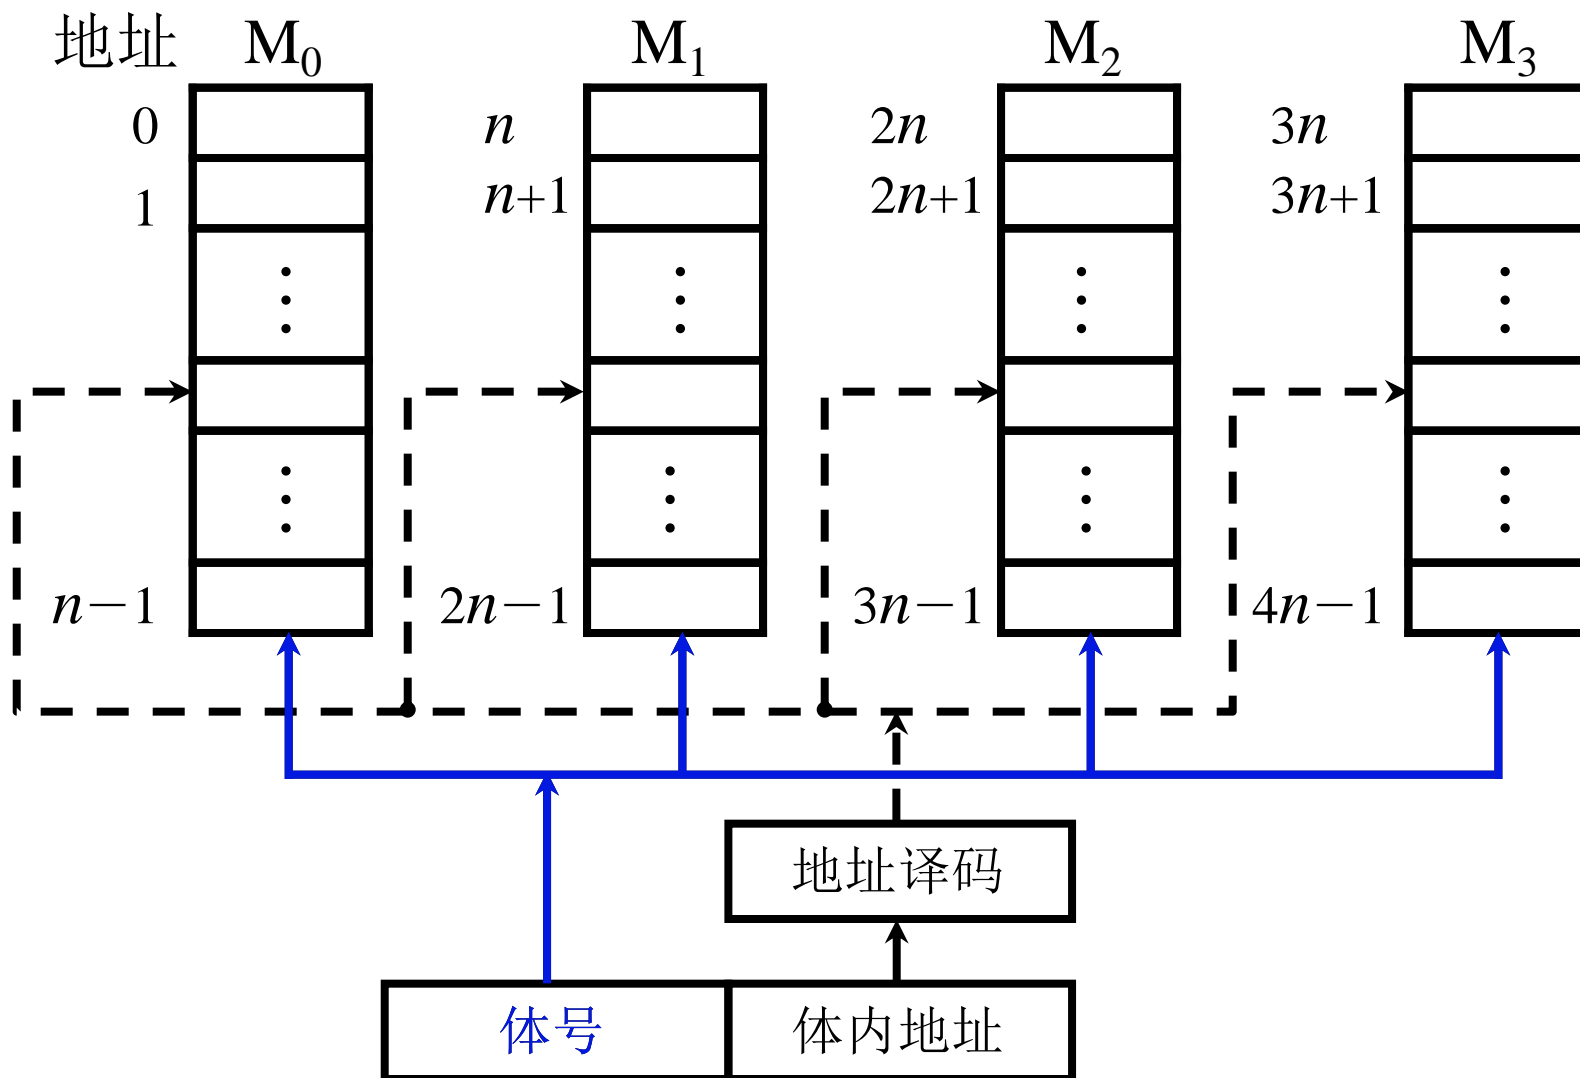 地址 M₀ M₁ M₂ M₃
0 n 2n 3n
1 n+1 2n+1 3n+1
n−1 2n−1 3n−1 4n−1
地址译码
体号 体内地址